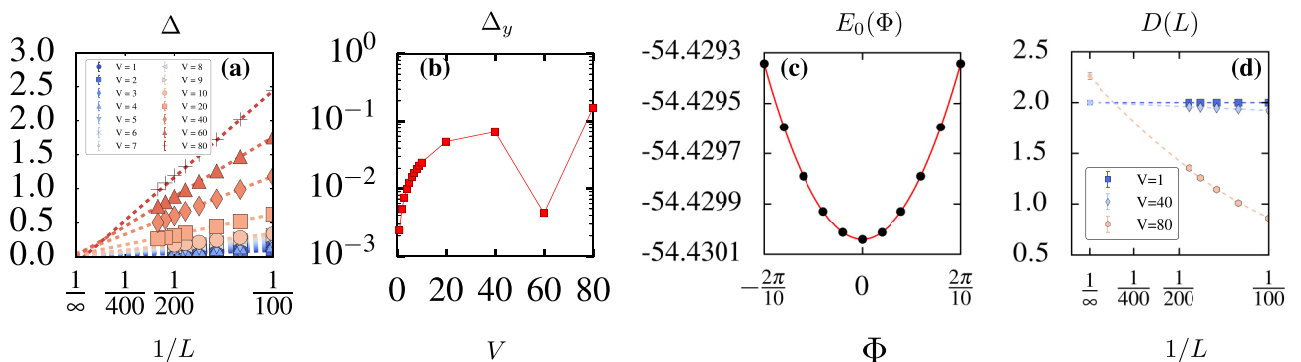 Δ
3.0
2.5
2.0
1.5
1.0
0.5
0.0
(a)
V = 1
V = 2
V = 3
V = 4
V = 5
V = 6
V = 7
V = 8
V = 9
V = 10
V = 20
V = 40
V = 60
V = 80
1/∞
1/400
1/200
1/100
1/L
Δ_y
10^0
10^-1
10^-2
10^-3
(b)
0 20 40 60 80
V
E_0(Φ)
-54.4293
-54.4295
-54.4297
-54.4299
-54.4301
(c)
-2π/10
0
2π/10
Φ
D(L)
2.5
2.0
1.5
1.0
0.5
(d)
V=1
V=40
V=80
1/∞
1/400
1/200
1/100
1/L